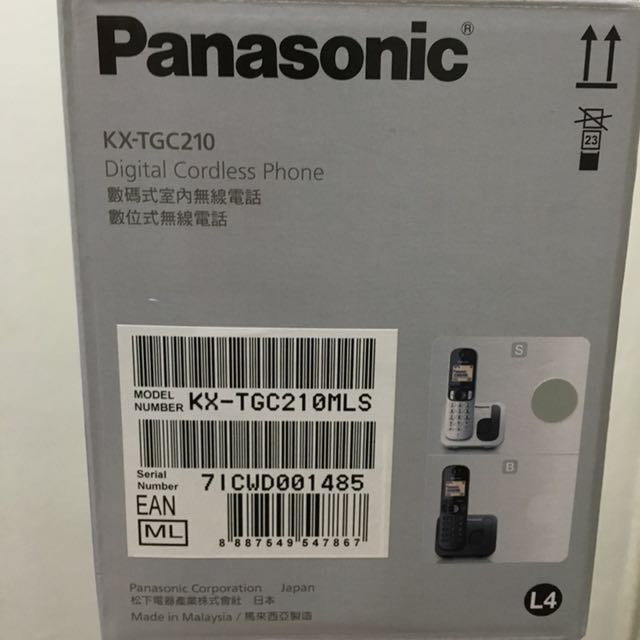 Panasonic®
23
KX-TGC210
Digital Cordless Phone
數碼式室內無線電話
數位式無線電話
MODEL
NUMBER KX-TGC210MLS
Serial
Number 7ICWD001485
EAN
ML
8 887549 547867
S
Panasonic
B
Panasonic Corporation Japan
松下電器產業株式會社 日本
Made in Malaysia / 馬來西亞製造
L4